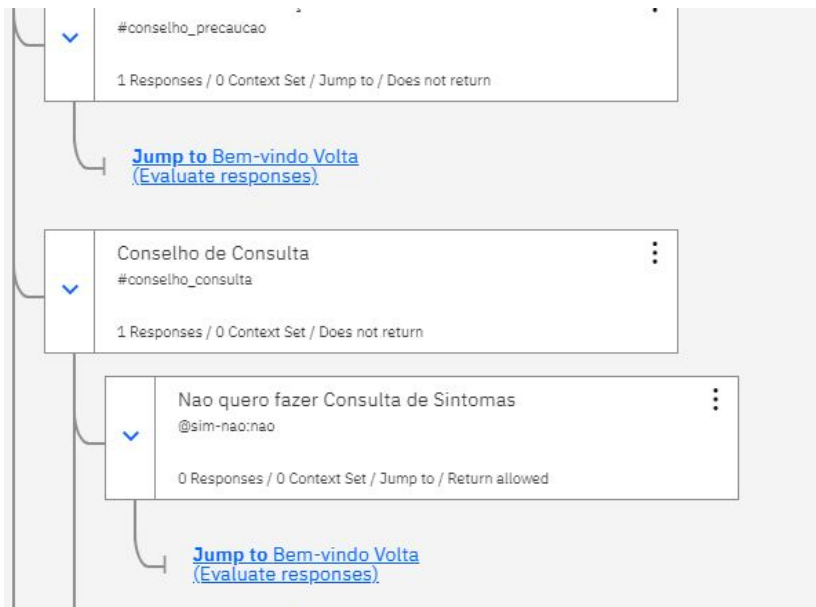 #conselho_precaucao
1 Responses / 0 Context Set / Jump to / Does not return
Jump to Bem-vindo Volta
(Evaluate responses)
Conselho de Consulta
#conselho_consulta
1 Responses / 0 Context Set / Does not return
Nao quero fazer Consulta de Sintomas
@sim-nao:nao
0 Responses / 0 Context Set / Jump to / Return allowed
Jump to Bem-vindo Volta
(Evaluate responses)